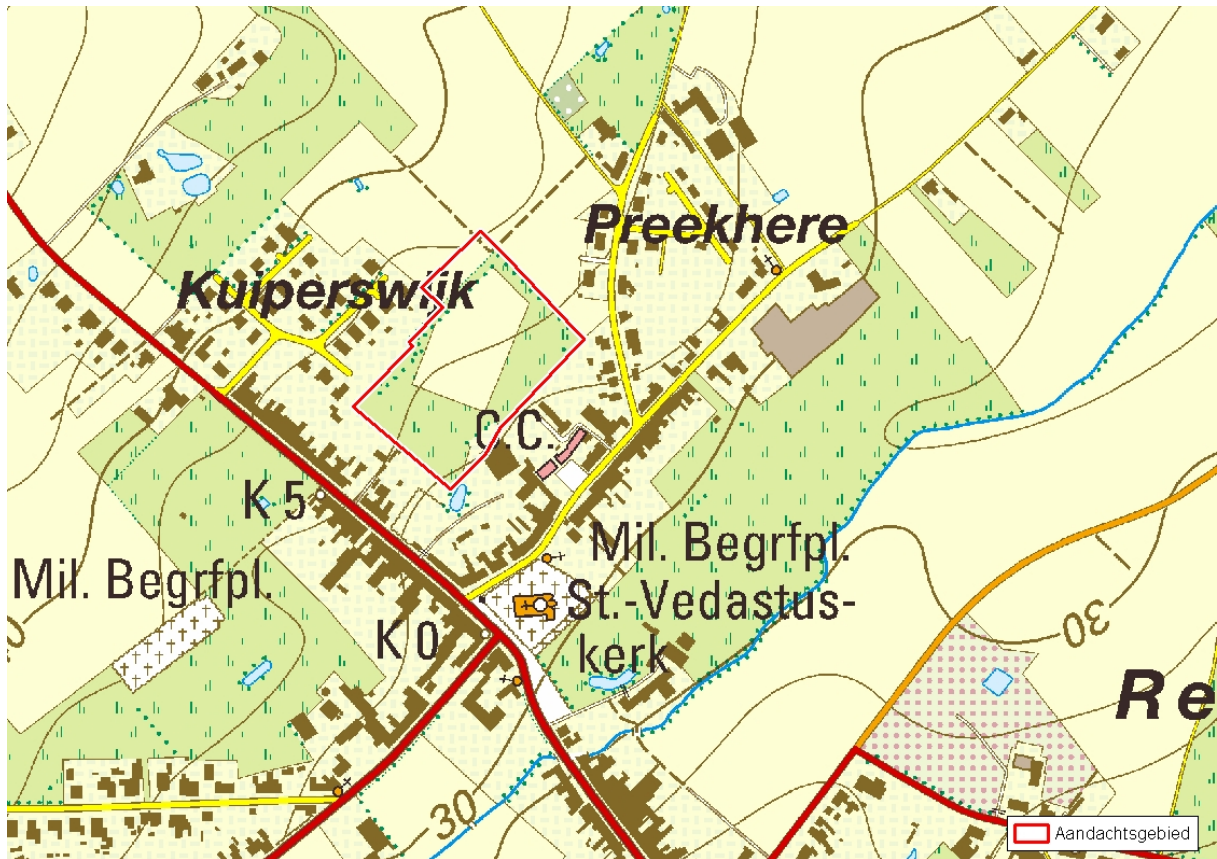 Preekhere
Kuiperswijk
C.C.
K 5
Mil. Begrfpl.
Mil. Begrfpl.
St.-Vedastus-
kerk
K 0
30
30
Re
Aandachtsgebied